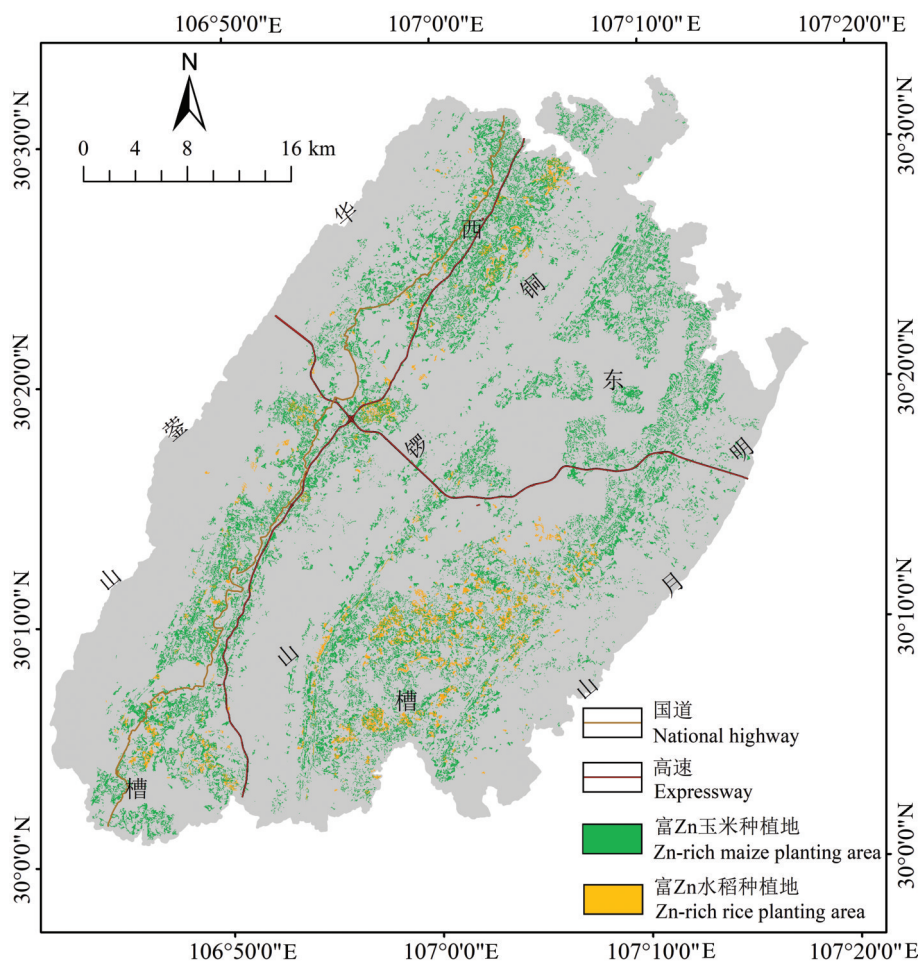 106°50'0"E
107°0'0"E
107°10'0"E
107°20'0"E
N
0 4 8 16 km
30°30'0"N
30°30'0"N
华
西
铜
30°20'0"N
30°20'0"N
东
蓥
锣
明
山
月
30°10'0"N
30°10'0"N
山
槽
山
槽
国道
National highway
高速
Expressway
富Zn玉米种植地
Zn-rich maize planting area
富Zn水稻种植地
Zn-rich rice planting area
30°0'0"N
30°0'0"N
106°50'0"E
107°0'0"E
107°10'0"E
107°20'0"E